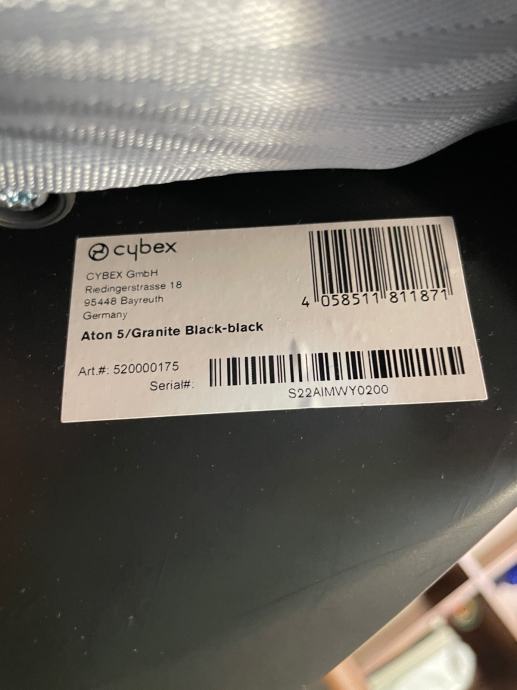 cybex
CYBEX GmbH
Riedingerstrasse 18
95448 Bayreuth
Germany
4 058511 811871
Aton 5/Granite Black-black
Art.#: 520000175
Serial#:
S22AIMWY0200